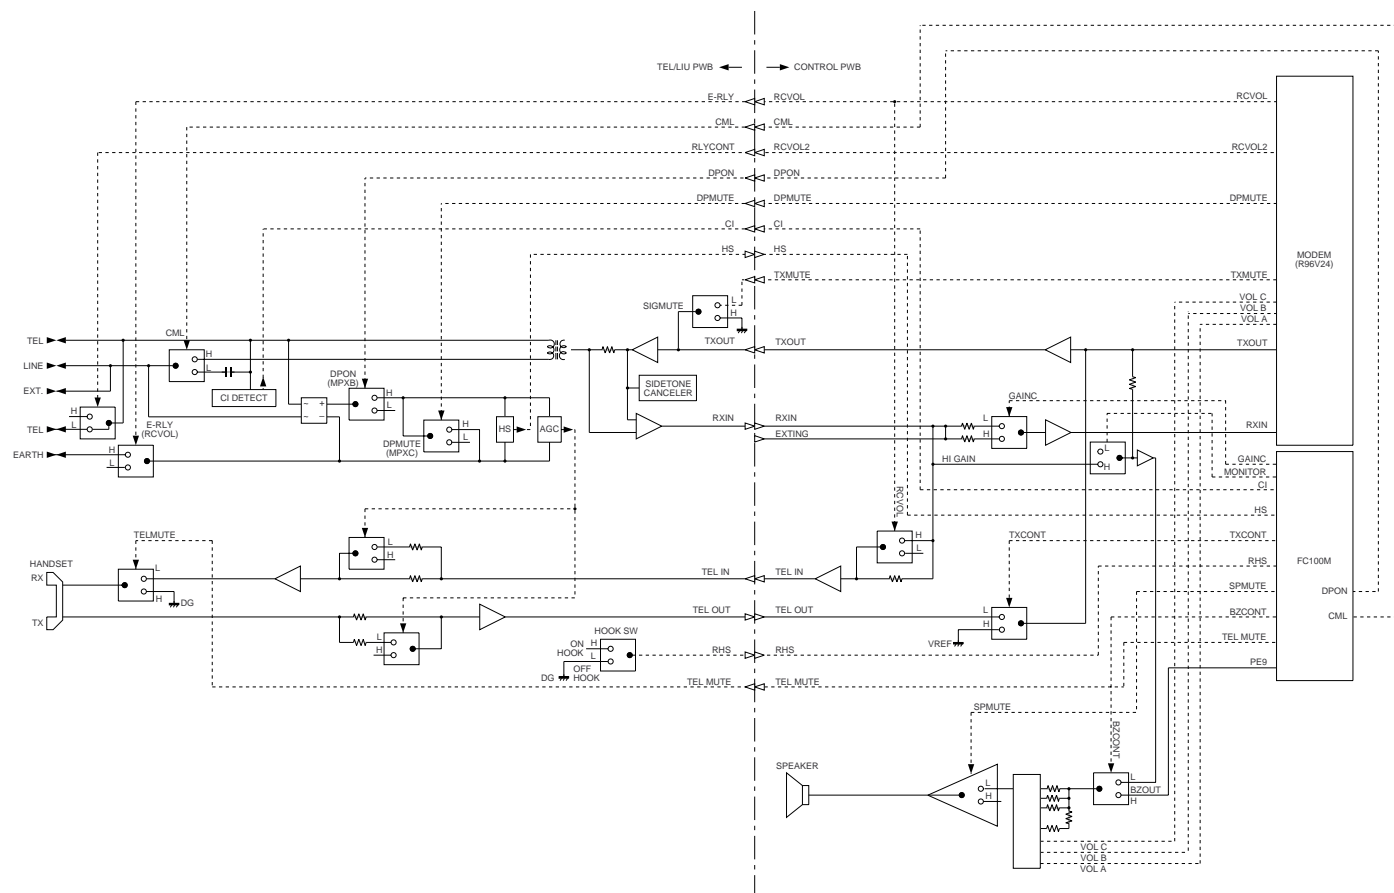 TEL/LIU PWB CONTROL PWB
E-RLY RCVOL RCVOL
CML CML
RLYCONT RCVOL2 RCVOL2
DPON DPON
DPMUTE DPMUTE DPMUTE
CI CI
HS HS
MODEM
(R96V24)
TXMUTE TXMUTE
SIGMUTE L
H
VOL C
VOL B
VOL A
TEL CML TXOUT TXOUT TXOUT
H
LINE
L
DPON
(MPXB)
SIDETONE
CANCELER
EXT.
CI DETECT
~ +
~ −
H
L
GAINC
H
L
TEL
E-RLY
(RCVOL)
DPMUTE
(MPXC)
H
L
HS AGC
RXIN RXIN RXIN
L
H
EXTING
EARTH H
L
L
H
HI GAIN
GAINC
MONITOR
CI
RCVOL
HS
TELMUTE
TXCONT TXCONT
H
L
L
H
HANDSET
RX
L
H
DG
TEL IN TEL IN
RHS
FC100M
SPMUTE
DPON
TX
TEL OUT TEL OUT
L
H
VREF
BZCONT
CML
HOOK SW
L
H
ON
HOOK
H
L
RHS RHS
TEL MUTE
OFF
HOOK
DG
PE9
TEL MUTE TEL MUTE
SPMUTE
BZCONT
SPEAKER
L
H
L
BZOUT
H
VOL C
VOL B
VOL A